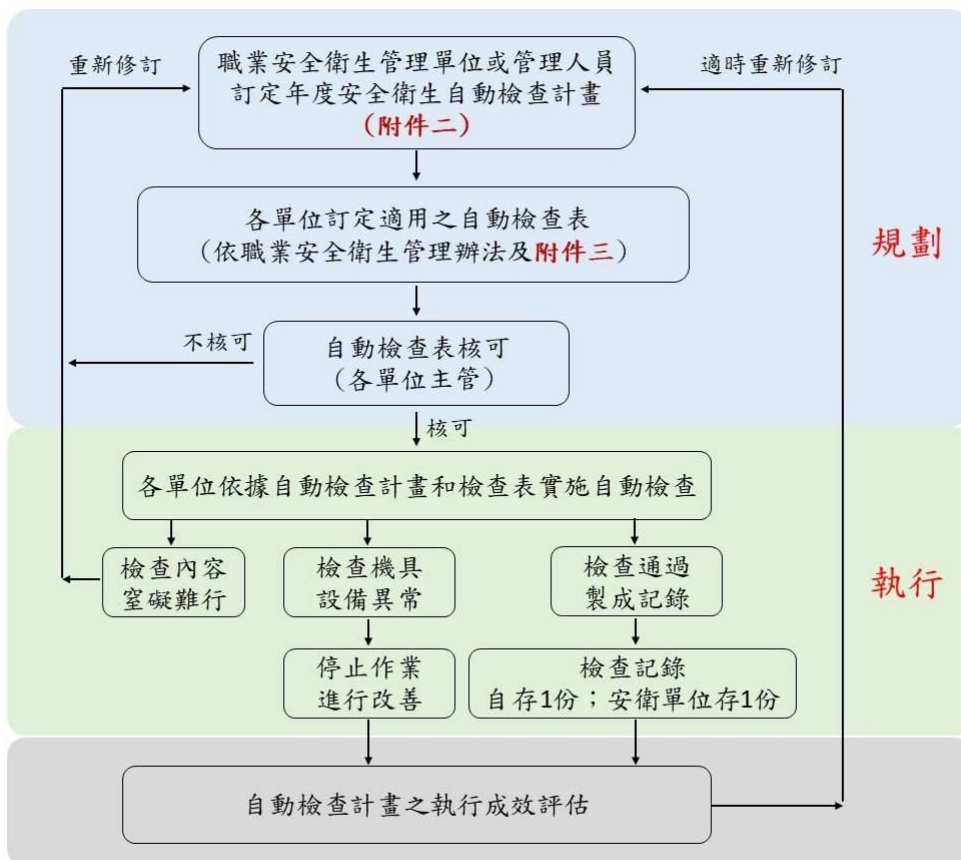 重新修訂
職業安全衛生管理單位或管理人員
訂定年度安全衛生自動檢查計畫
(附件二)
適時重新修訂
各單位訂定適用之自動檢查表
(依職業安全衛生管理辦法及附件三)
規劃
不核可
自動檢查表核可
(各單位主管)
核可
各單位依據自動檢查計畫和檢查表實施自動檢查
檢查內容
窒礙難行
檢查機具
設備異常
檢查通過
製成記錄
執行
停止作業
進行改善
檢查記錄
自存1份；安衛單位存1份
自動檢查計畫之執行成效評估